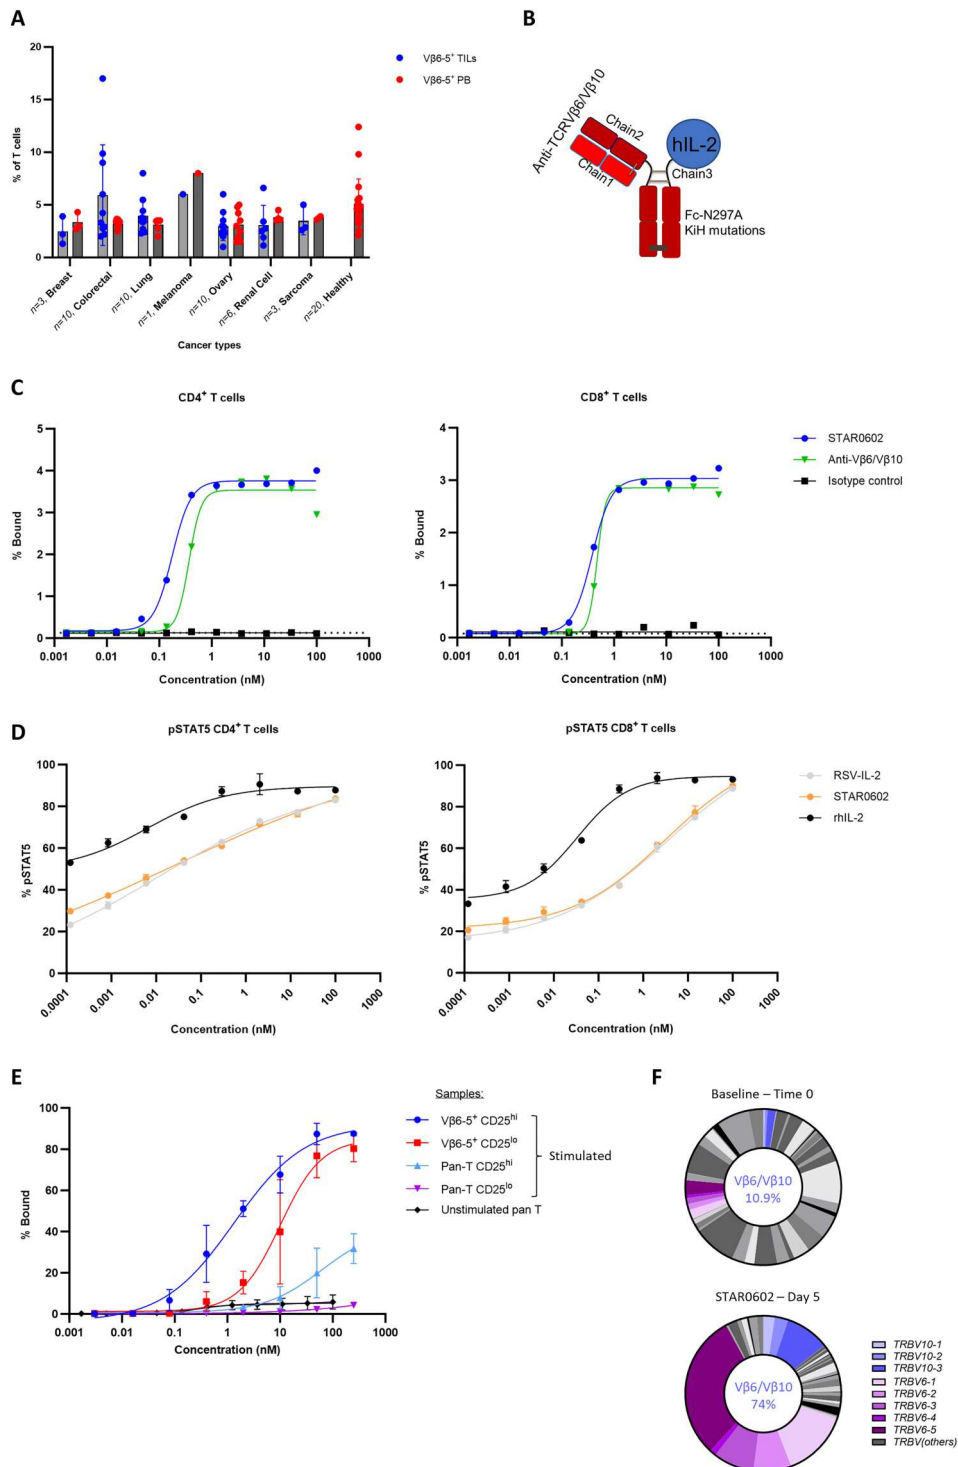 A
20
15
10
5
0
% of T cells
Vβ6-5⁺ TILs
Vβ6-5⁺ PB
n=3, Breast
n=10, Colorectal
n=10, Lung
n=1, Melanoma
n=10, Ovary
n=6, Renal Cell
n=3, Sarcoma
n=20, Healthy
Cancer types
B
Anti-TCRVβ6/Vβ10
Chain2
Chain1
hIL-2
Chain3
Fc-N297A
KiH mutations
C
CD4⁺ T cells
5
4
3
2
1
0
% Bound
0.001 0.01 0.1 1 10 100 1000
Concentration (nM)
CD8⁺ T cells
4
3
2
1
0
% Bound
0.001 0.01 0.1 1 10 100 1000
Concentration (nM)
STAR0602
Anti-Vβ6/Vβ10
Isotype control
D
pSTAT5 CD4⁺ T cells
100
80
60
40
20
0
% pSTAT5
0.0001 0.001 0.01 0.1 1 10 100 1000
Concentration (nM)
pSTAT5 CD8⁺ T cells
100
80
60
40
20
0
% pSTAT5
0.0001 0.001 0.01 0.1 1 10 100 1000
Concentration (nM)
RSV-IL-2
STAR0602
rhIL-2
E
100
80
60
40
20
0
% Bound
0.001 0.01 0.1 1 10 100 1000
Concentration (nM)
Samples:
Vβ6-5⁺ CD25ʰⁱ
Vβ6-5⁺ CD25ˡᵒ
Pan-T CD25ʰⁱ
Pan-T CD25ˡᵒ
Unstimulated pan T
Stimulated
F
Baseline – Time 0
Vβ6/Vβ10
10.9%
STAR0602 – Day 5
Vβ6/Vβ10
74%
TRBV10-1
TRBV10-2
TRBV10-3
TRBV6-1
TRBV6-2
TRBV6-3
TRBV6-4
TRBV6-5
TRBV(others)